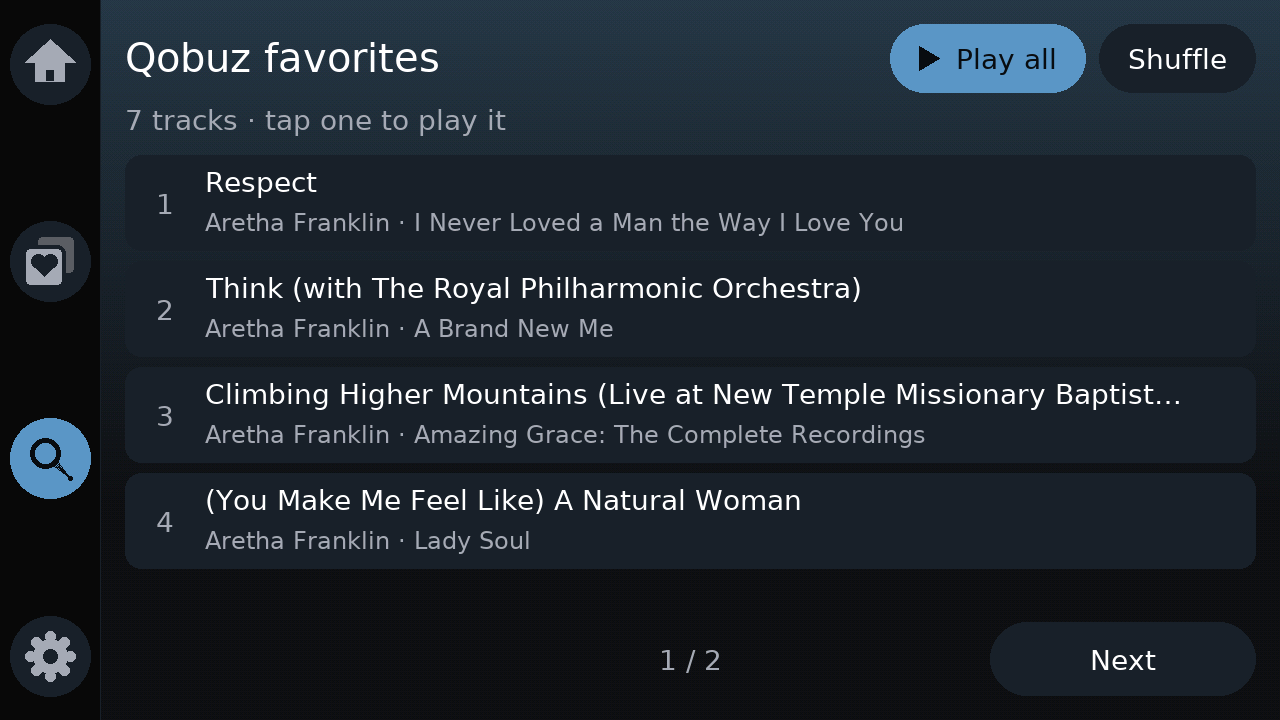 Qobuz favorites
Play all
Shuffle
7 tracks · tap one to play it
1
Respect
Aretha Franklin · I Never Loved a Man the Way I Love You
2
Think (with The Royal Philharmonic Orchestra)
Aretha Franklin · A Brand New Me
3
Climbing Higher Mountains (Live at New Temple Missionary Baptist…
Aretha Franklin · Amazing Grace: The Complete Recordings
4
(You Make Me Feel Like) A Natural Woman
Aretha Franklin · Lady Soul
1 / 2
Next